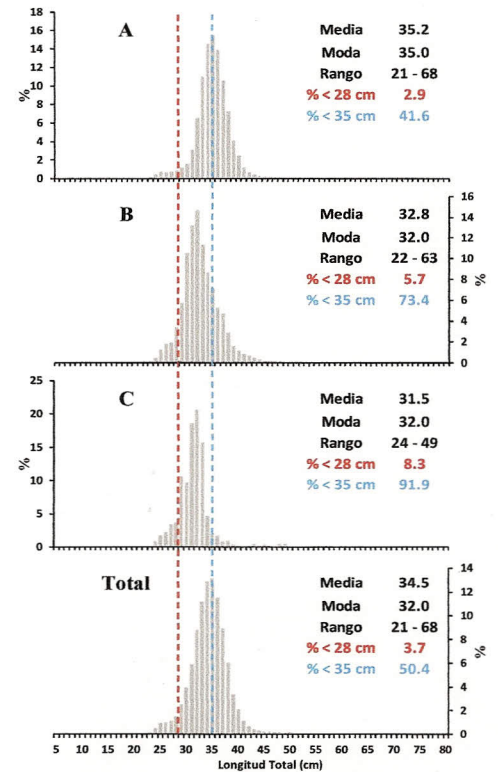 18
16
14
12
10
8
6
4
2
0
%
A
Media 35.2
Moda 35.0
Rango 21 - 68
% < 28 cm 2.9
% < 35 cm 41.6
16
14
12
10
8
6
4
2
0
%
B
Media 32.8
Moda 32.0
Rango 22 - 63
% < 28 cm 5.7
% < 35 cm 73.4
25
20
15
10
5
0
%
C
Media 31.5
Moda 32.0
Rango 24 - 49
% < 28 cm 8.3
% < 35 cm 91.9
14
12
10
8
6
4
2
0
%
Total
Media 34.5
Moda 32.0
Rango 21 - 68
% < 28 cm 3.7
% < 35 cm 50.4
5 10 15 20 25 30 35 40 45 50 55 60 65 70 75 80
Longitud Total (cm)